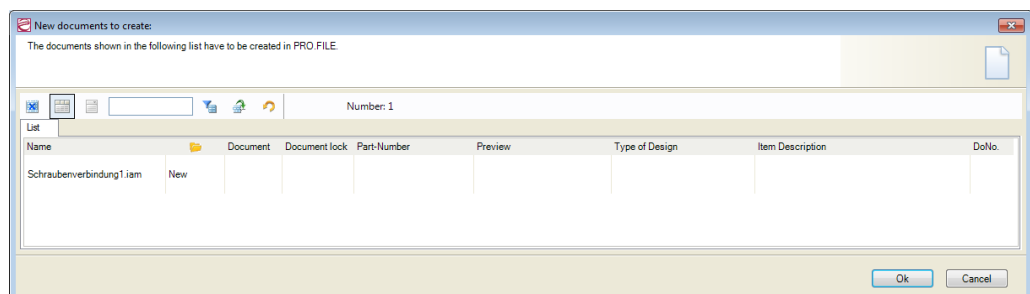 New documents to create:
The documents shown in the following list have to be created in PRO.FILE.
Number: 1
List
Name Document Document lock Part-Number Preview Type of Design Item Description DoNo.
Schraubenverbindung1.iam New
Ok Cancel